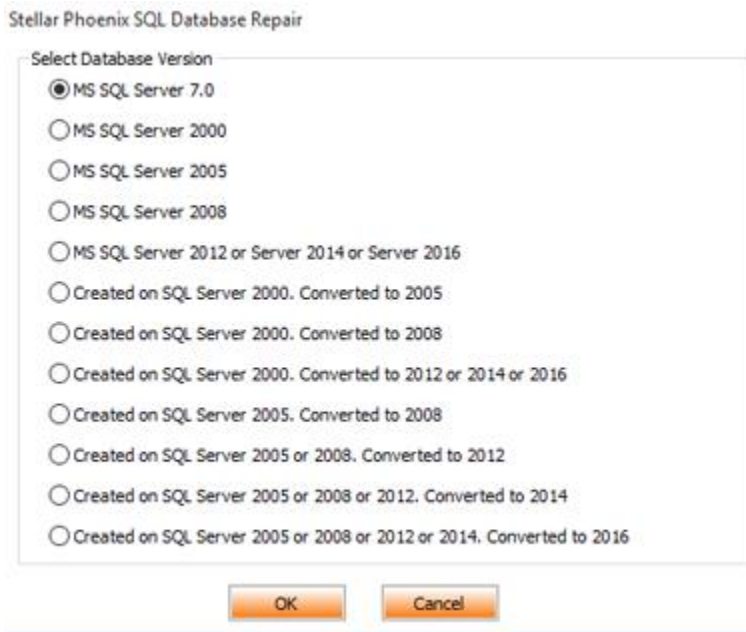 Stellar Phoenix SQL Database Repair
Select Database Version
MS SQL Server 7.0
MS SQL Server 2000
MS SQL Server 2005
MS SQL Server 2008
MS SQL Server 2012 or Server 2014 or Server 2016
Created on SQL Server 2000. Converted to 2005
Created on SQL Server 2000. Converted to 2008
Created on SQL Server 2000. Converted to 2012 or 2014 or 2016
Created on SQL Server 2005. Converted to 2008
Created on SQL Server 2005 or 2008. Converted to 2012
Created on SQL Server 2005 or 2008 or 2012. Converted to 2014
Created on SQL Server 2005 or 2008 or 2012 or 2014. Converted to 2016
OK Cancel